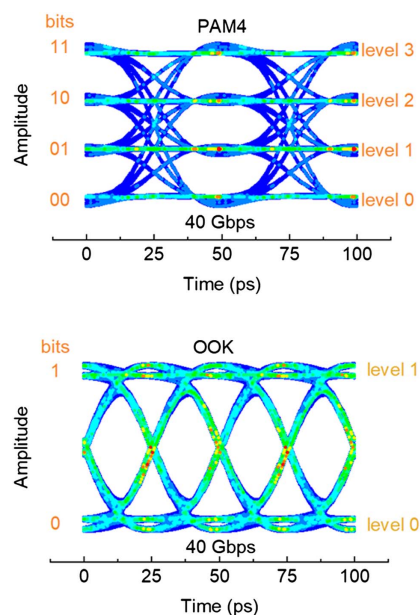 bits PAM4
11 level 3
10 level 2
Amplitude
01 level 1
00 level 0
40 Gbps
0 25 50 75 100
Time (ps)
bits OOK
1 level 1
Amplitude
0 level 0
40 Gbps
0 25 50 75 100
Time (ps)